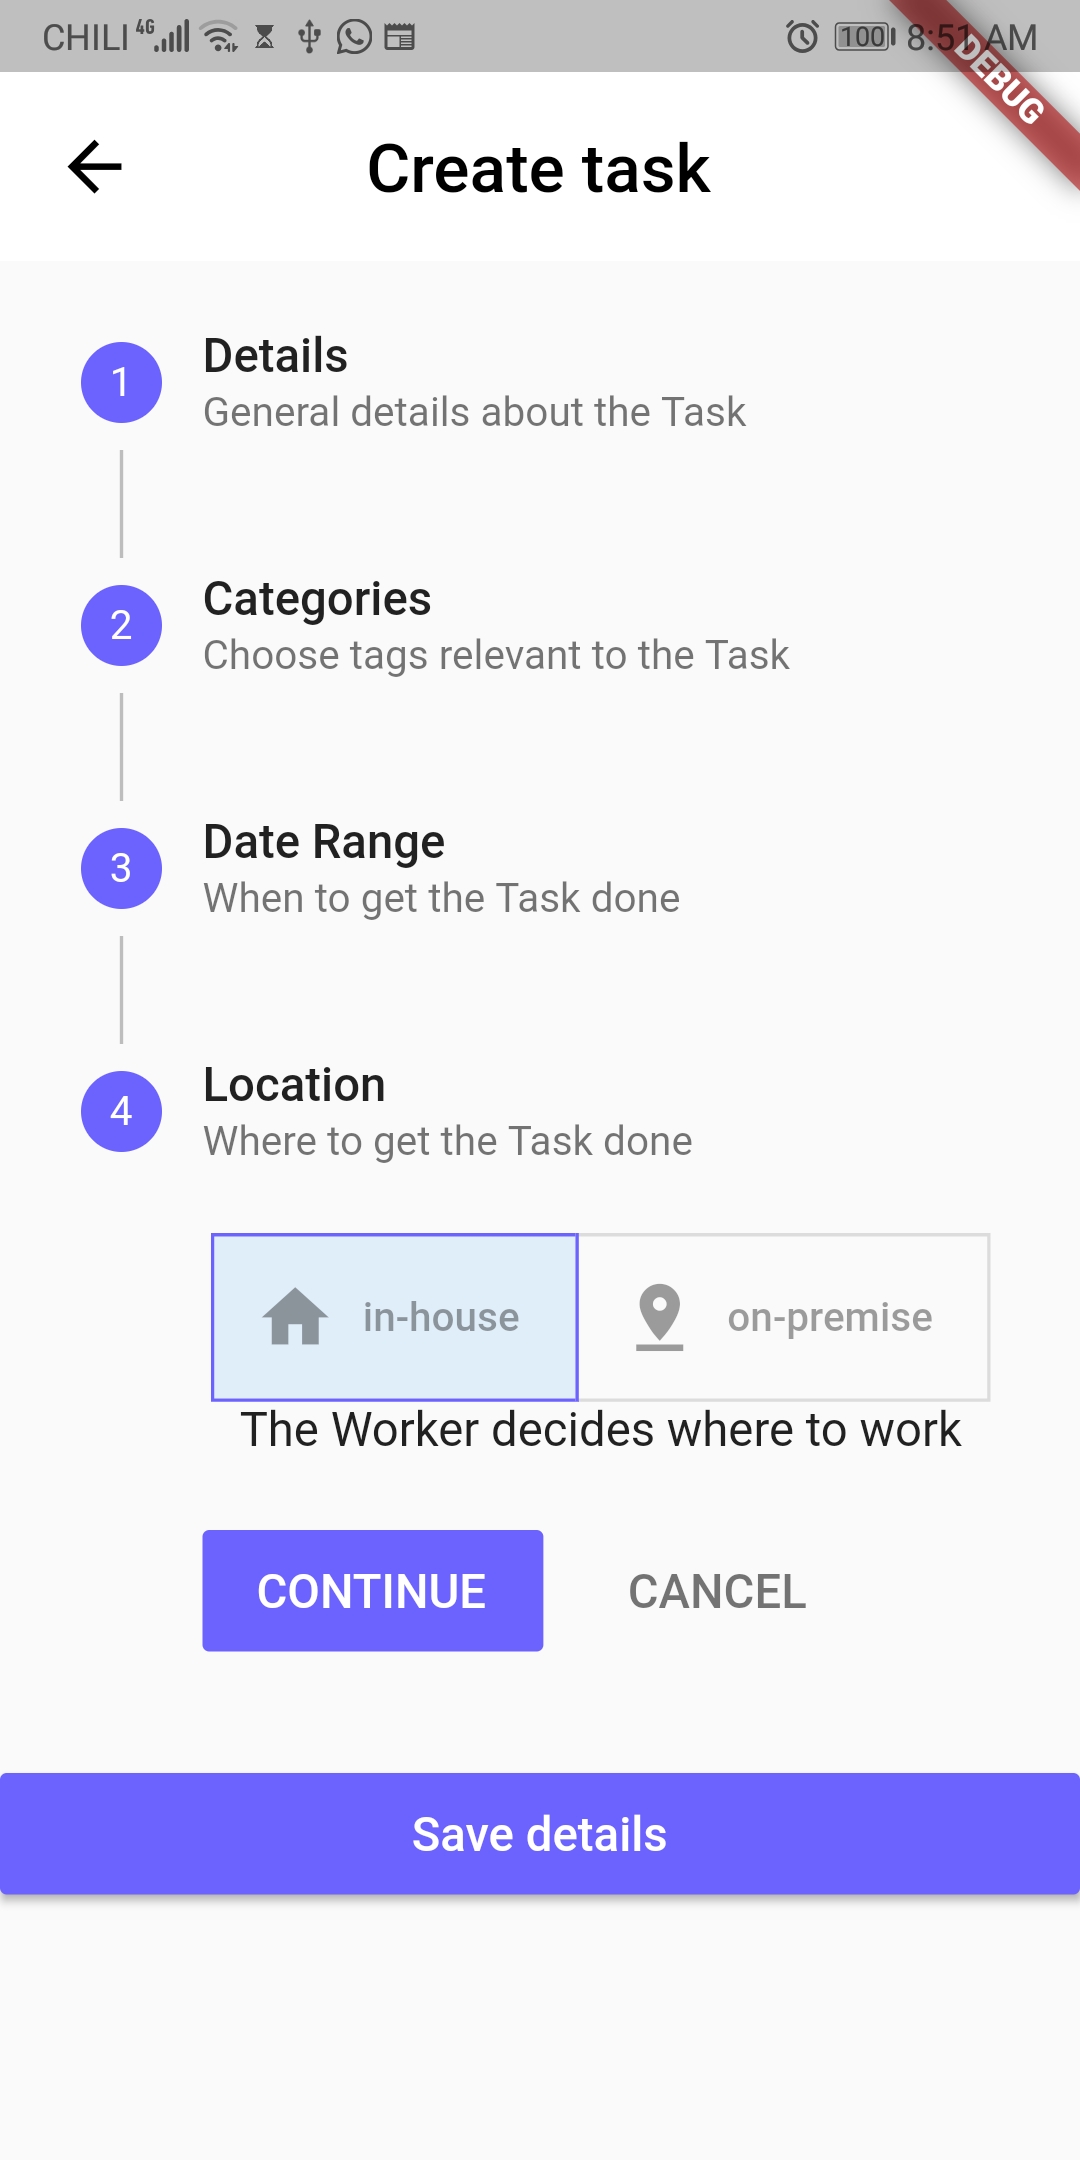 CHILI 4G 100 8:51 AM
DEBUG
Create task
1 Details
General details about the Task
2 Categories
Choose tags relevant to the Task
3 Date Range
When to get the Task done
4 Location
Where to get the Task done
in-house on-premise
The Worker decides where to work
CONTINUE CANCEL
Save details